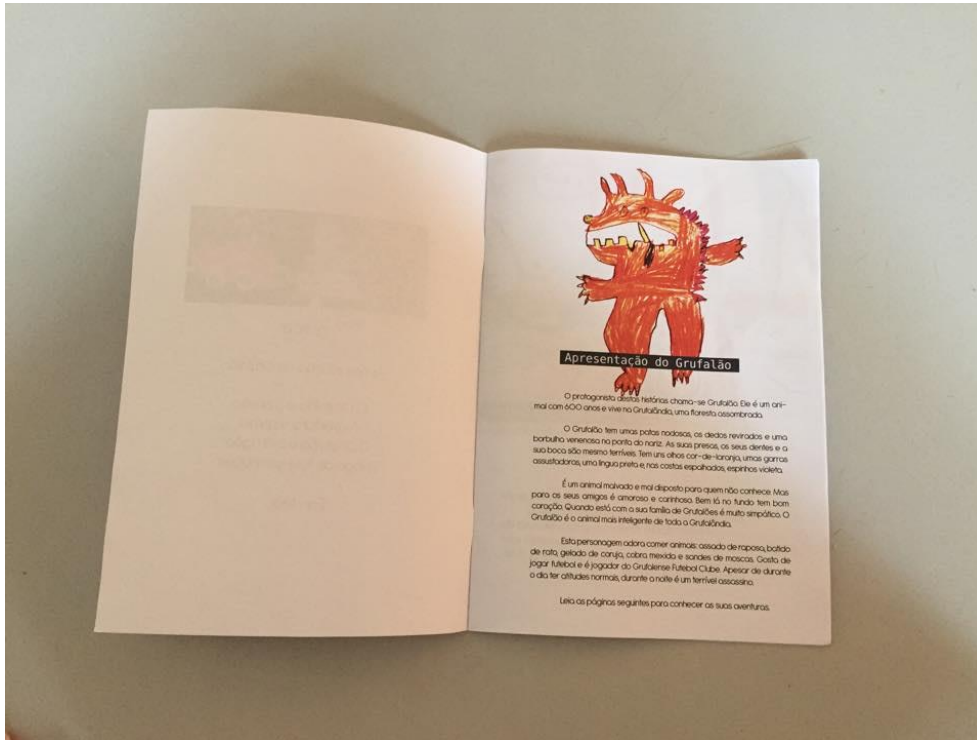 Apresentação do Grufalão
O protagonista destas histórias chama-se Grufalão. Ele é um ani-
mal com 600 anos e vive na Grufalândia, uma floresta assombrada.
O Grufalão tem umas patas nodosas, os dedos revirados e uma
borbulha venenosa na ponta do nariz. As suas presas, os seus dentes e a
sua boca são mesmo terríveis. Tem uns olhos cor-de-laranja, umas garras
assustadoras, uma língua preta e, nas costas espalhados, espinhos violeta.
É um animal malvado e mal disposto para quem não conhece. Mas
para os seus amigos é amoroso e carinhoso. Bem lá no fundo tem bom
coração. Quando está com a sua família de Grufalões é muito simpático. O
Grufalão é o animal mais inteligente de toda a Grufalândia.
Esta personagem adora comer animais: assado de raposa, batido
de rato, gelado de coruja, cobra mexida e sandes de moscas. Gosta de
jogar futebol e é jogador do Grufalense Futebol Clube. Apesar de durante
o dia ter atitudes normais, durante a noite é um terrível assassino.
Leia as páginas seguintes para conhecer as suas aventuras.